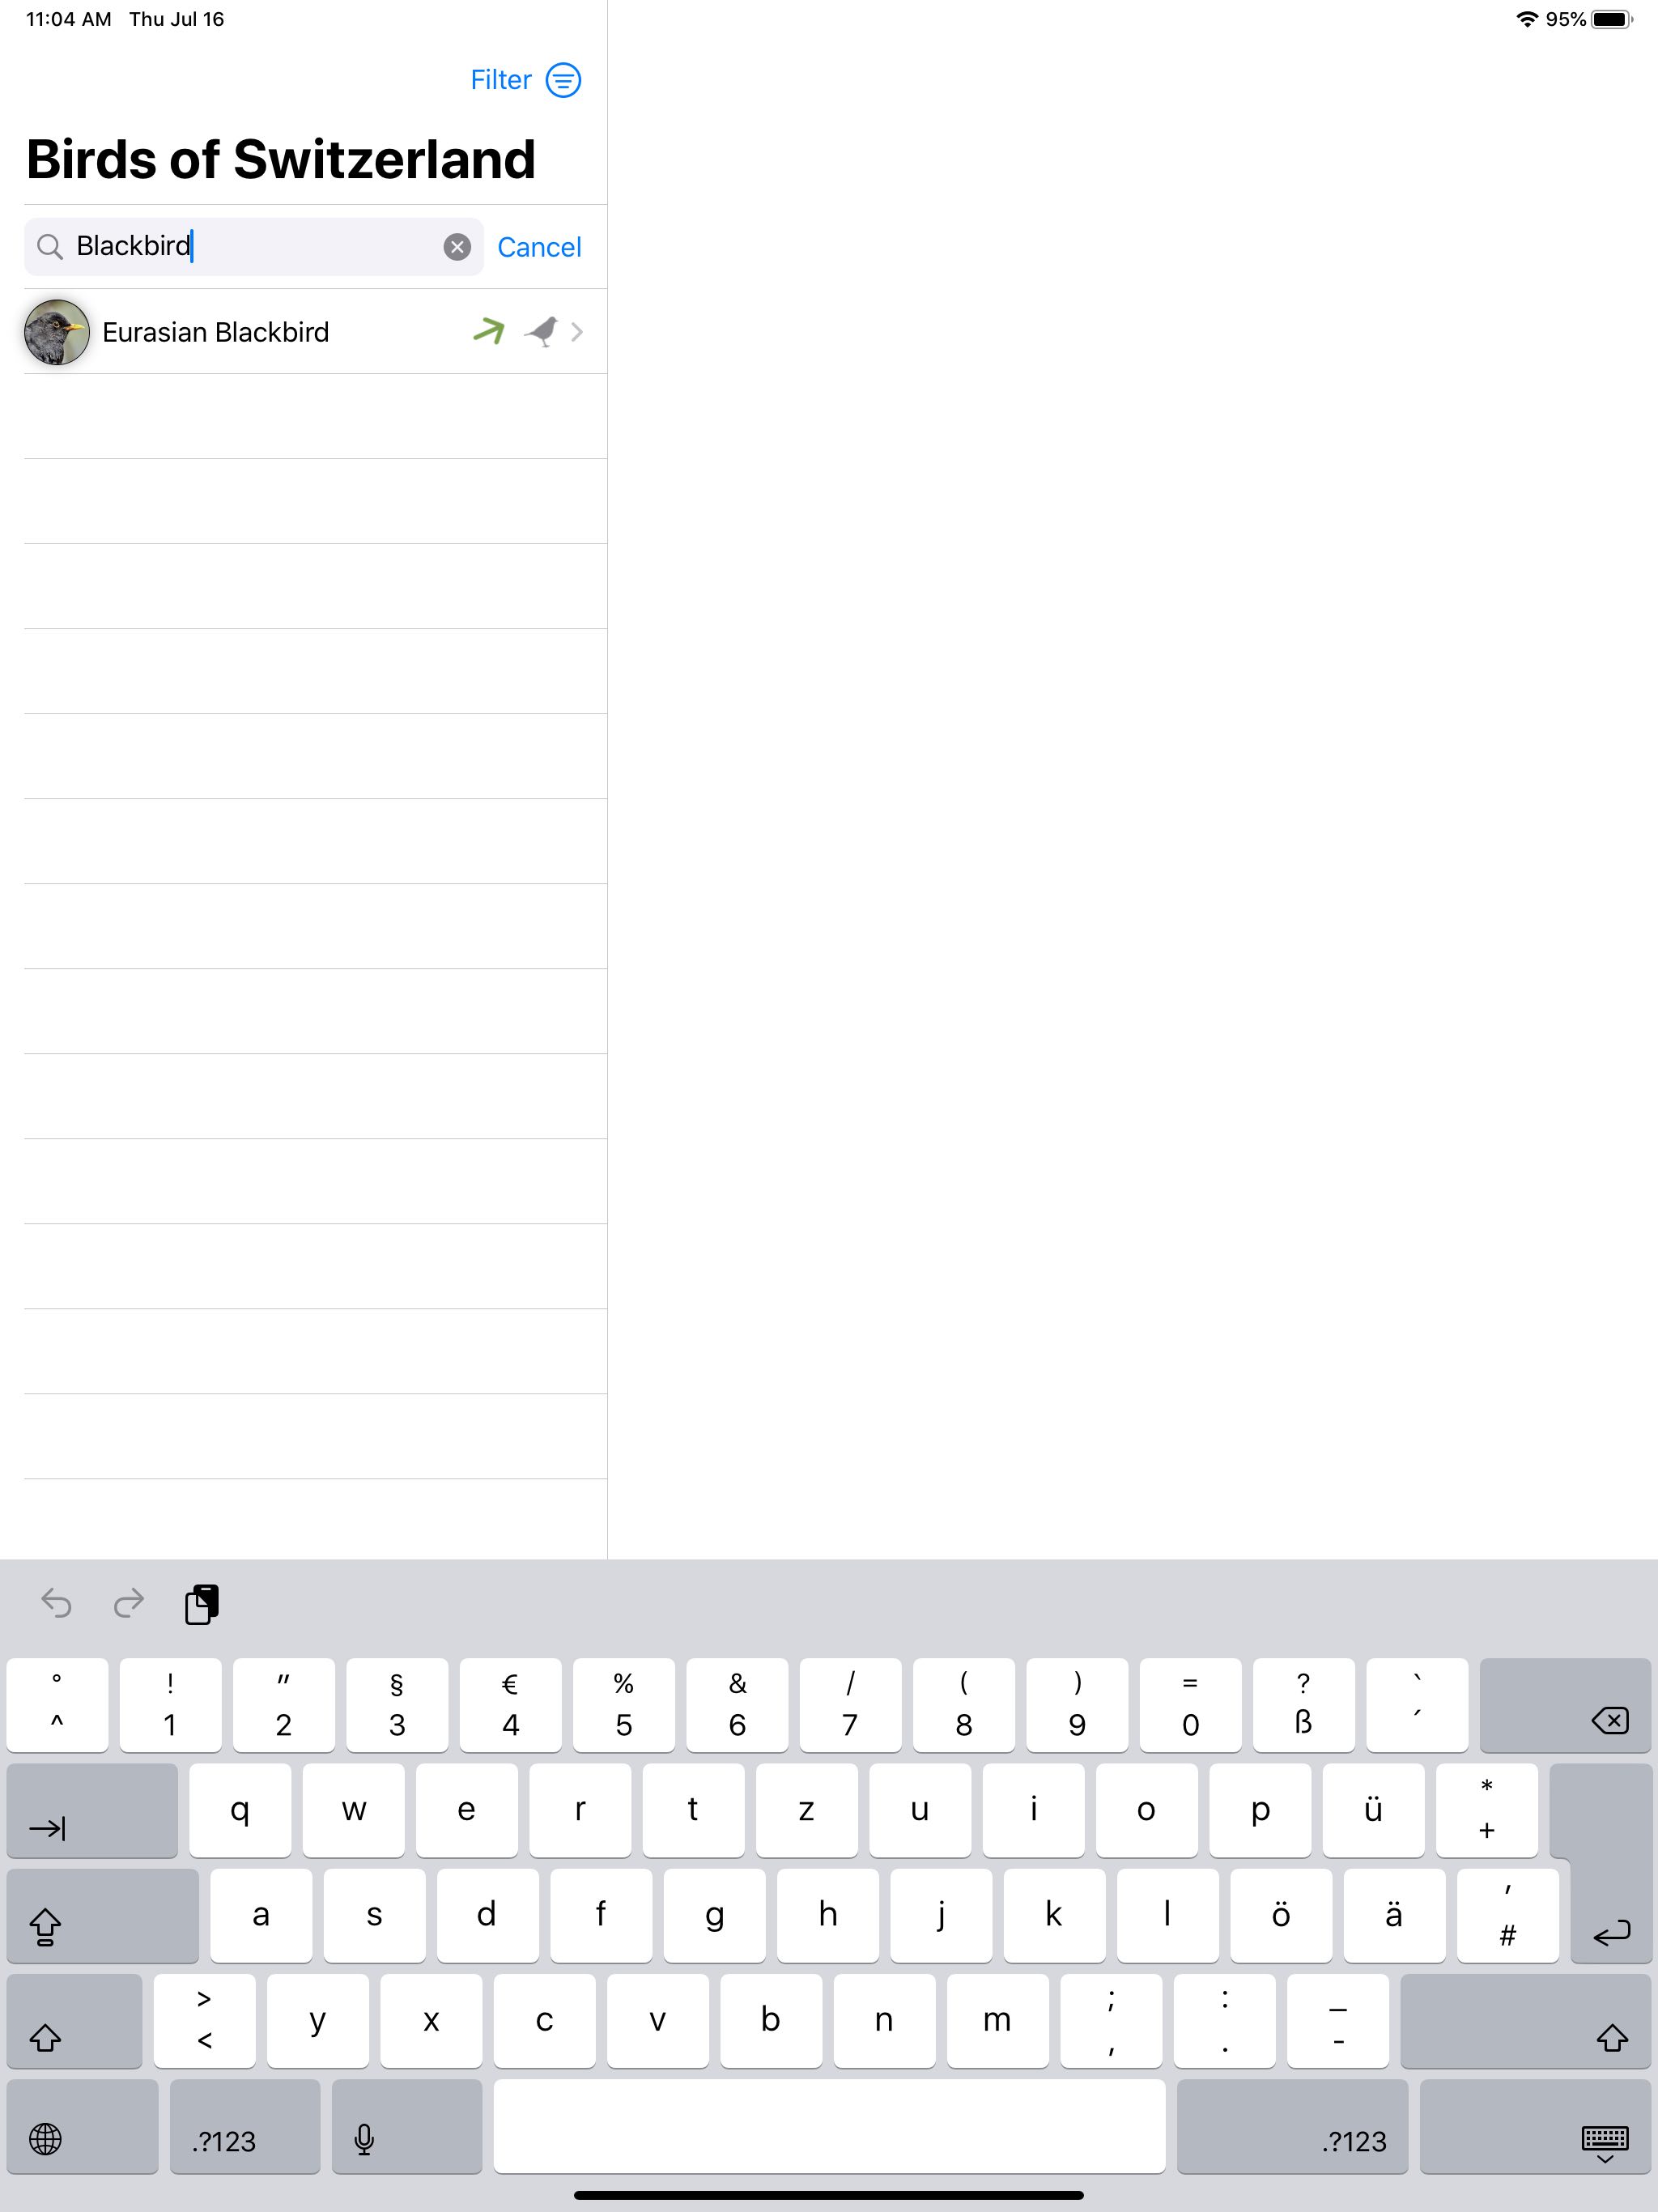 11:04 AM Thu Jul 16
95%
Filter
Birds of Switzerland
Blackbird
Cancel
Eurasian Blackbird
° ! " § € % & / ( ) = ? `
^ 1 2 3 4 5 6 7 8 9 0 ß ´
q w e r t z u i o p ü * +
a s d f g h j k l ö ä ' #
> < y x c v b n m ; , : . _ -
.?123 .?123